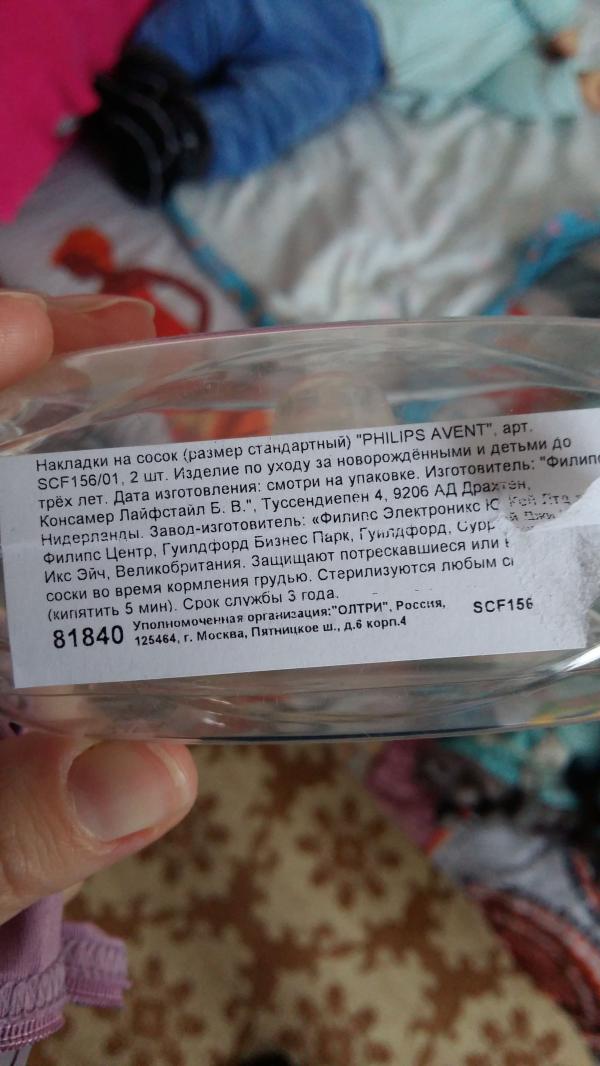 Накладки на сосок (размер стандартный) "PHILIPS AVENT", арт.
SCF156/01, 2 шт. Изделие по уходу за новорождёнными и детьми до
трёх лет. Дата изготовления: смотри на упаковке. Изготовитель: "Филипс
Консамер Лайфстайл Б. В.", Туссендиепен 4, 9206 АД Драхтен,
Нидерланды. Завод-изготовитель: «Филипс Электроникс Ю Кей Лтд
Филипс Центр, Гуилдфорд Бизнес Парк, Гуилдфорд,
Икс Эйч, Великобритания. Защищают потрескавшиеся или
соски во время кормления грудью. Стерилизуются любым
(кипятить 5 мин). Срок службы 3 года.
81840 Уполномоченная организация:"ОЛТРИ", Россия, SCF156
125464, г. Москва, Пятницкое ш., д.6 корп.4